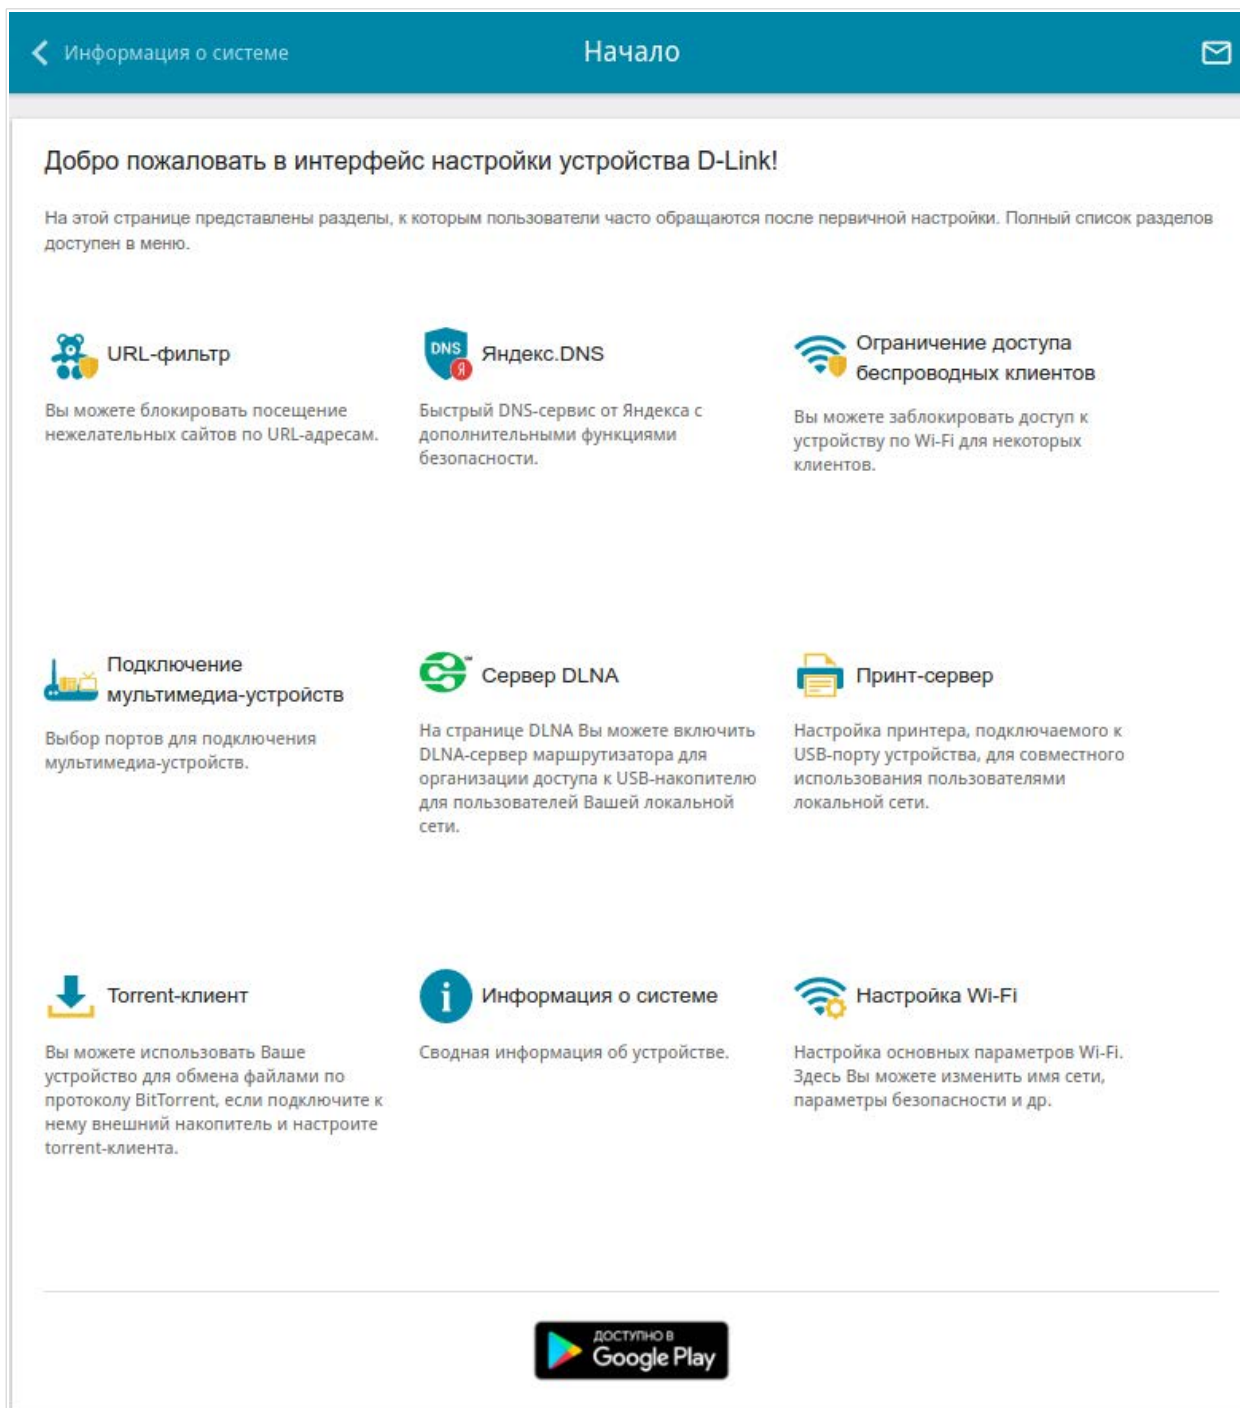 Информация о системе
Начало
Добро пожаловать в интерфейс настройки устройства D-Link!
На этой странице представлены разделы, к которым пользователи часто обращаются после первичной настройки. Полный список разделов
доступен в меню.
URL-фильтр
Вы можете блокировать посещение
нежелательных сайтов по URL-адресам.
DNS
Я
Яндекс.DNS
Быстрый DNS-сервис от Яндекса с
дополнительными функциями
безопасности.
Ограничение доступа
беспроводных клиентов
Вы можете заблокировать доступ к
устройству по Wi-Fi для некоторых
клиентов.
Подключение
мультимедиа-устройств
Выбор портов для подключения
мультимедиа-устройств.
Сервер DLNA
На странице DLNA Вы можете включить
DLNA-сервер маршрутизатора для
организации доступа к USB-накопителю
для пользователей Вашей локальной
сети.
Принт-сервер
Настройка принтера, подключаемого к
USB-порту устройства, для совместного
использования пользователями
локальной сети.
Torrent-клиент
Вы можете использовать Ваше
устройство для обмена файлами по
протоколу BitTorrent, если подключите к
нему внешний накопитель и настроите
torrent-клиента.
i
Информация о системе
Сводная информация об устройстве.
Настройка Wi-Fi
Настройка основных параметров Wi-Fi.
Здесь Вы можете изменить имя сети,
параметры безопасности и др.
ДОСТУПНО В
Google Play